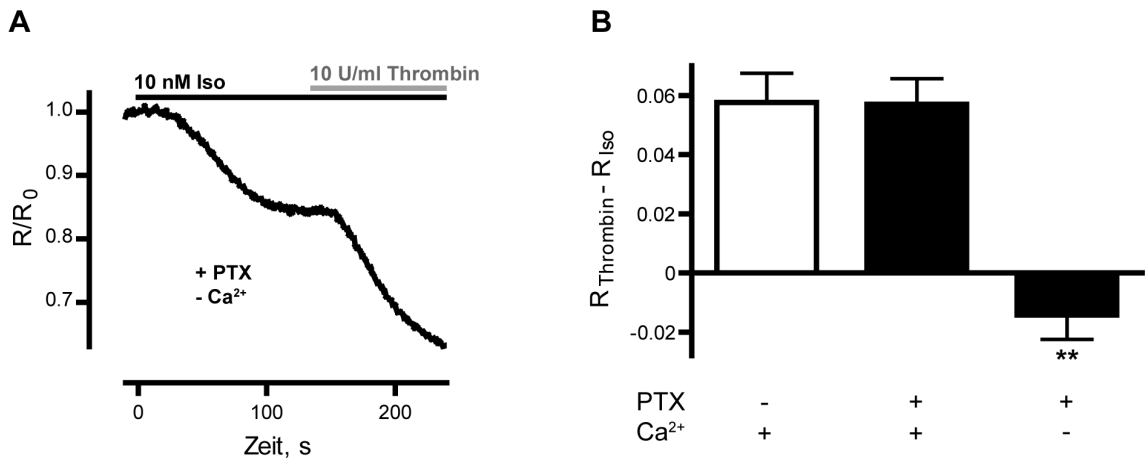 A
10 nM Iso
10 U/ml Thrombin
1.0
0.9
0.8
0.7
R/R0
+ PTX
- Ca2+
0
100
200
Zeit, s
B
0.06
0.04
0.02
0
-0.02
RThrombin- RIso
**
PTX - + +
Ca2+ + + -